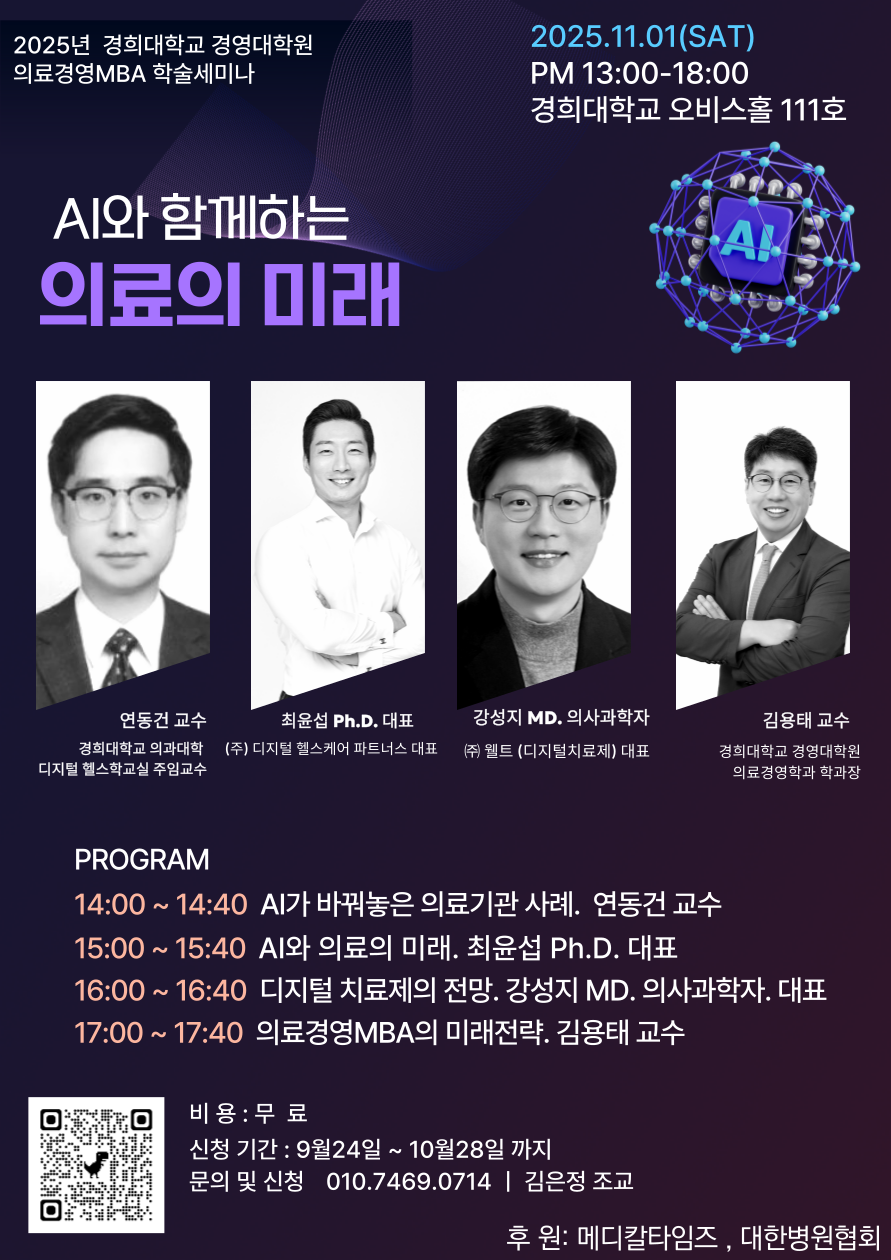 2025년 경희대학교 경영대학원
의료경영MBA 학술세미나
2025.11.01(SAT)
PM 13:00-18:00
경희대학교 오비스홀 111호
AI와 함께하는
의료의 미래
AI
연동건 교수
경희대학교 의과대학
디지털 헬스학교실 주임교수
최윤섭 Ph.D. 대표
(주) 디지털 헬스케어 파트너스 대표
강성지 MD. 의사과학자
㈜ 웰트 (디지털치료제) 대표
김용태 교수
경희대학교 경영대학원
의료경영학과 학과장
PROGRAM
14:00 ~ 14:40 AI가 바꿔놓은 의료기관 사례. 연동건 교수
15:00 ~ 15:40 AI와 의료의 미래. 최윤섭 Ph.D. 대표
16:00 ~ 16:40 디지털 치료제의 전망. 강성지 MD. 의사과학자. 대표
17:00 ~ 17:40 의료경영MBA의 미래전략. 김용태 교수
비 용 : 무 료
신청 기간 : 9월24일 ~ 10월28일 까지
문의 및 신청 010.7469.0714 | 김은정 조교
후 원: 메디칼타임즈 , 대한병원협회